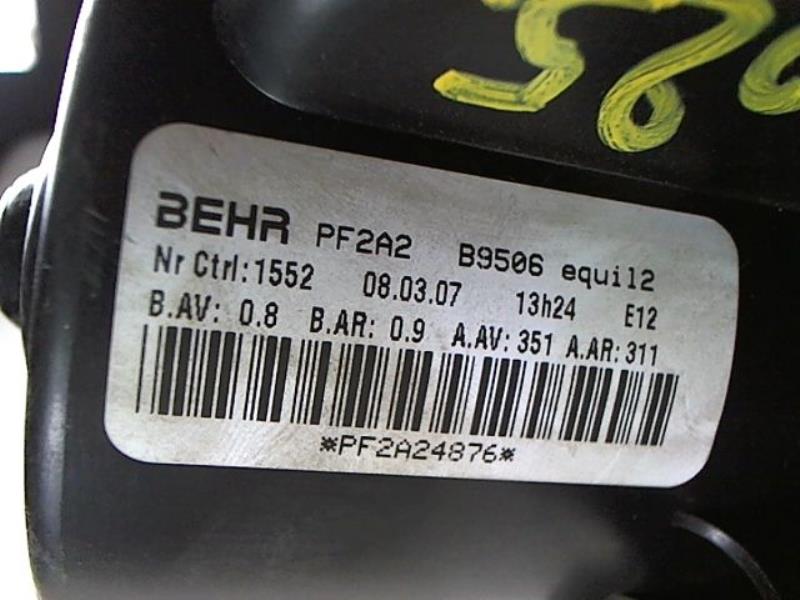 BEHR PF2A2 B9506 equil2
Nr Ctrl:1552 08.03.07 13h24 E12
B.AV: 0.8 B.AR: 0.9 A.AV:351 A.AR:311
*PF2A24876*